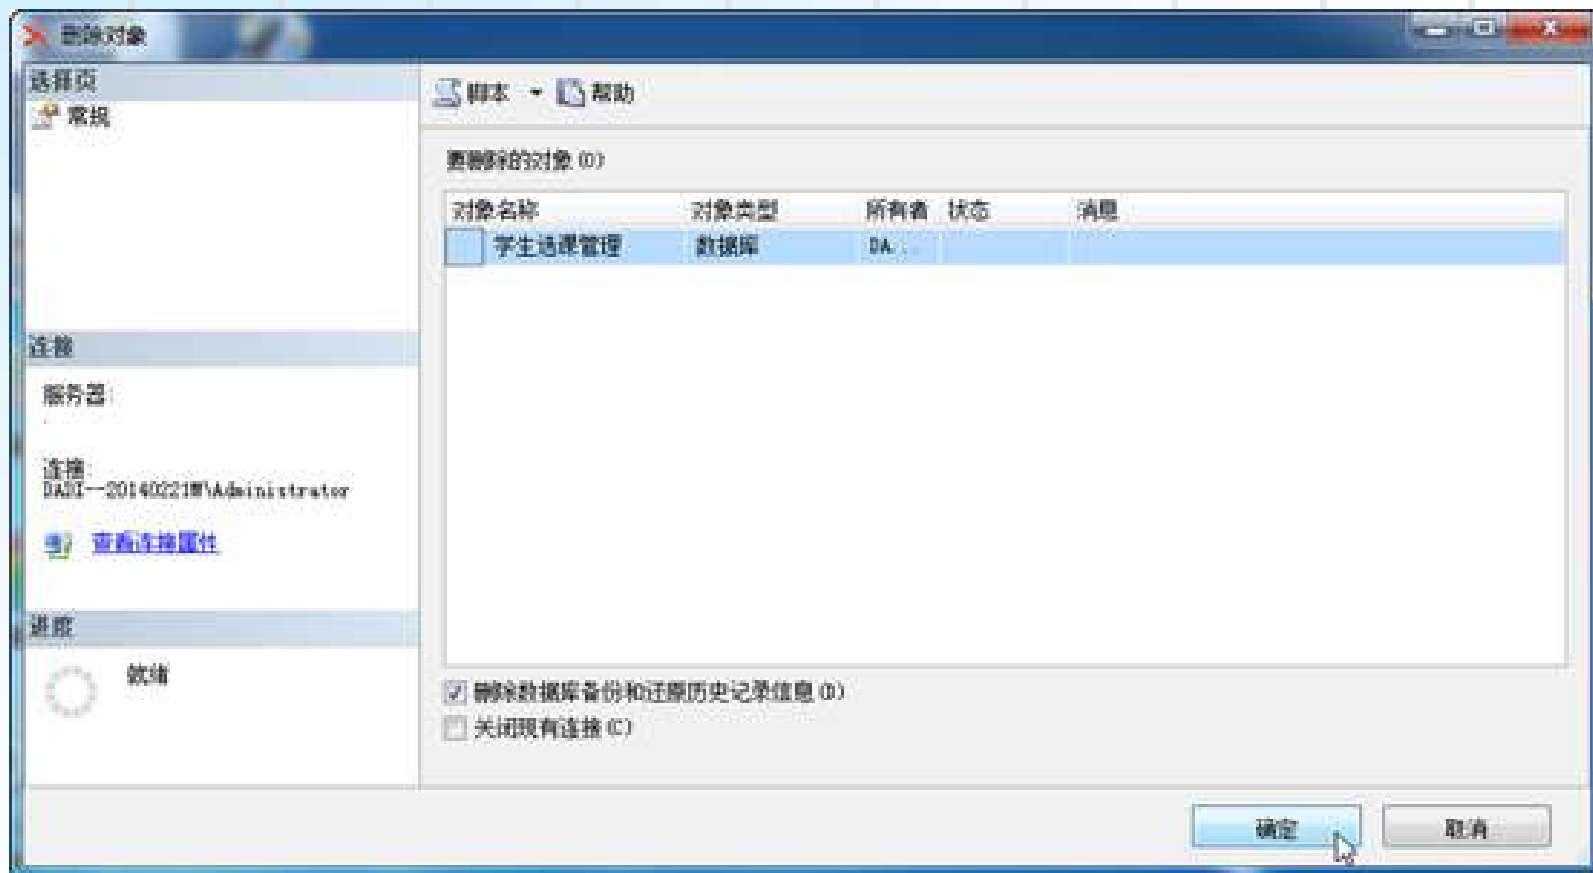 删除对象
选择页
常规
脚本 帮助
要删除的对象(O)
对象名称 对象类型 所有者 状态 消息
学生选课管理 数据库 DA...
连接
服务器:
.
连接:
DADI--20140221W\Administrator
查看连接属性
进度
就绪
删除数据库备份和还原历史记录信息(D)
关闭现有连接(C)
确定 取消